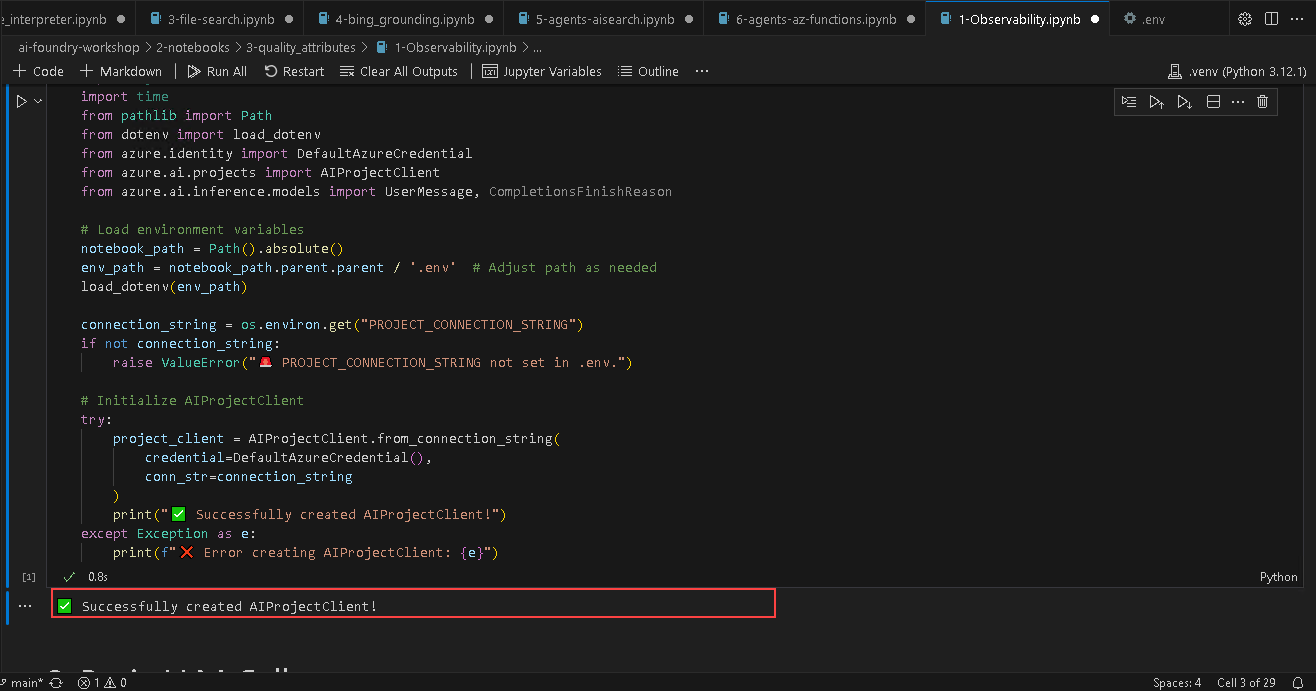 _interpreter.ipynb ● 3-file-search.ipynb ● 4-bing_grounding.ipynb ● 5-agents-aisearch.ipynb ● 6-agents-az-functions.ipynb ● 1-Observability.ipynb ● .env ...
ai-foundry-workshop > 2-notebooks > 3-quality_attributes > 1-Observability.ipynb > ...
+ Code + Markdown | Run All Restart Clear All Outputs | Jupyter Variables Outline ... .venv (Python 3.12.1)
import time
from pathlib import Path
from dotenv import load_dotenv
from azure.identity import DefaultAzureCredential
from azure.ai.projects import AIProjectClient
from azure.ai.inference.models import UserMessage, CompletionsFinishReason
# Load environment variables
notebook_path = Path().absolute()
env_path = notebook_path.parent.parent / '.env'  # Adjust path as needed
load_dotenv(env_path)
connection_string = os.environ.get("PROJECT_CONNECTION_STRING")
if not connection_string:
    raise ValueError("🚨 PROJECT_CONNECTION_STRING not set in .env.")
# Initialize AIProjectClient
try:
    project_client = AIProjectClient.from_connection_string(
        credential=DefaultAzureCredential(),
        conn_str=connection_string
    )
    print("✅ Successfully created AIProjectClient!")
except Exception as e:
    print(f"❌ Error creating AIProjectClient: {e}")
[1] ✓ 0.8s Python
... ✅ Successfully created AIProjectClient!
main* 1 0 Spaces: 4 Cell 3 of 29